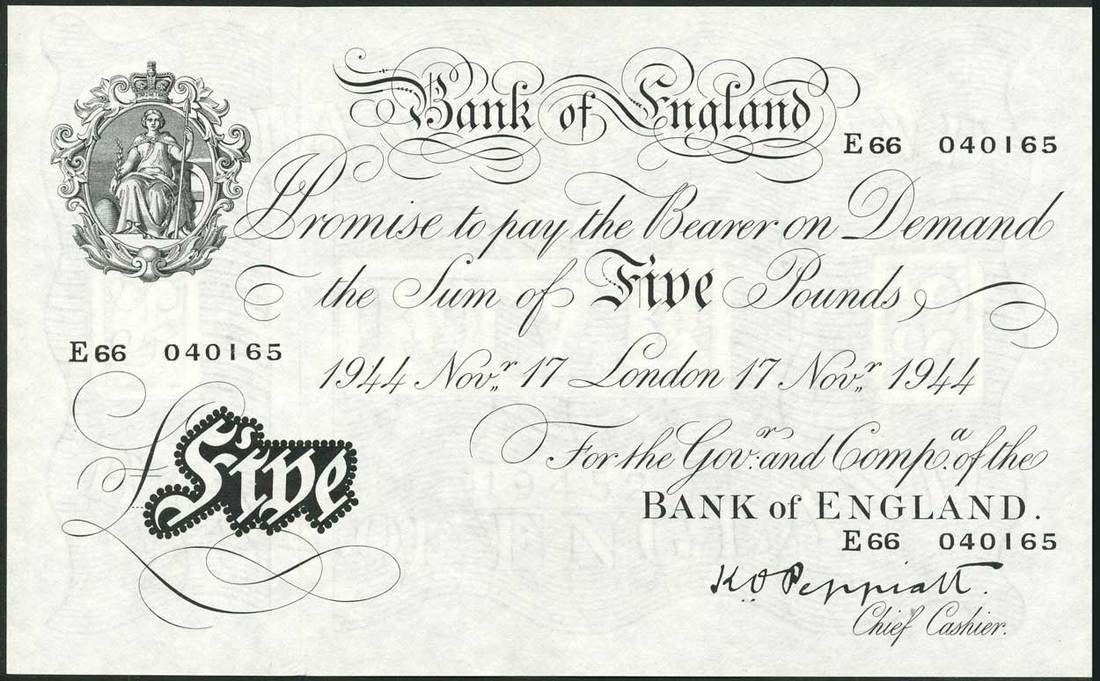 Bank of England
E66 040165
I Promise to pay the Bearer on Demand
the Sum of Five Pounds
E66 040165
1944 Novr. 17 London 17 Novr. 1944
£Five
For the Govr. and Compa. of the
BANK of ENGLAND.
E66 040165
K O Peppiatt.
Chief Cashier.